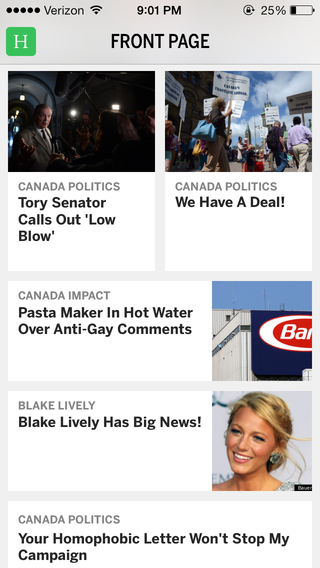 Verizon 9:01 PM 25%
H FRONT PAGE
CANADA POLITICS
Tory Senator
Calls Out 'Low
Blow'
CANADA POLITICS
We Have A Deal!
CANADA IMPACT
Pasta Maker In Hot Water
Over Anti-Gay Comments
Bar
BLAKE LIVELY
Blake Lively Has Big News!
Bauer
CANADA POLITICS
Your Homophobic Letter Won't Stop My
Campaign